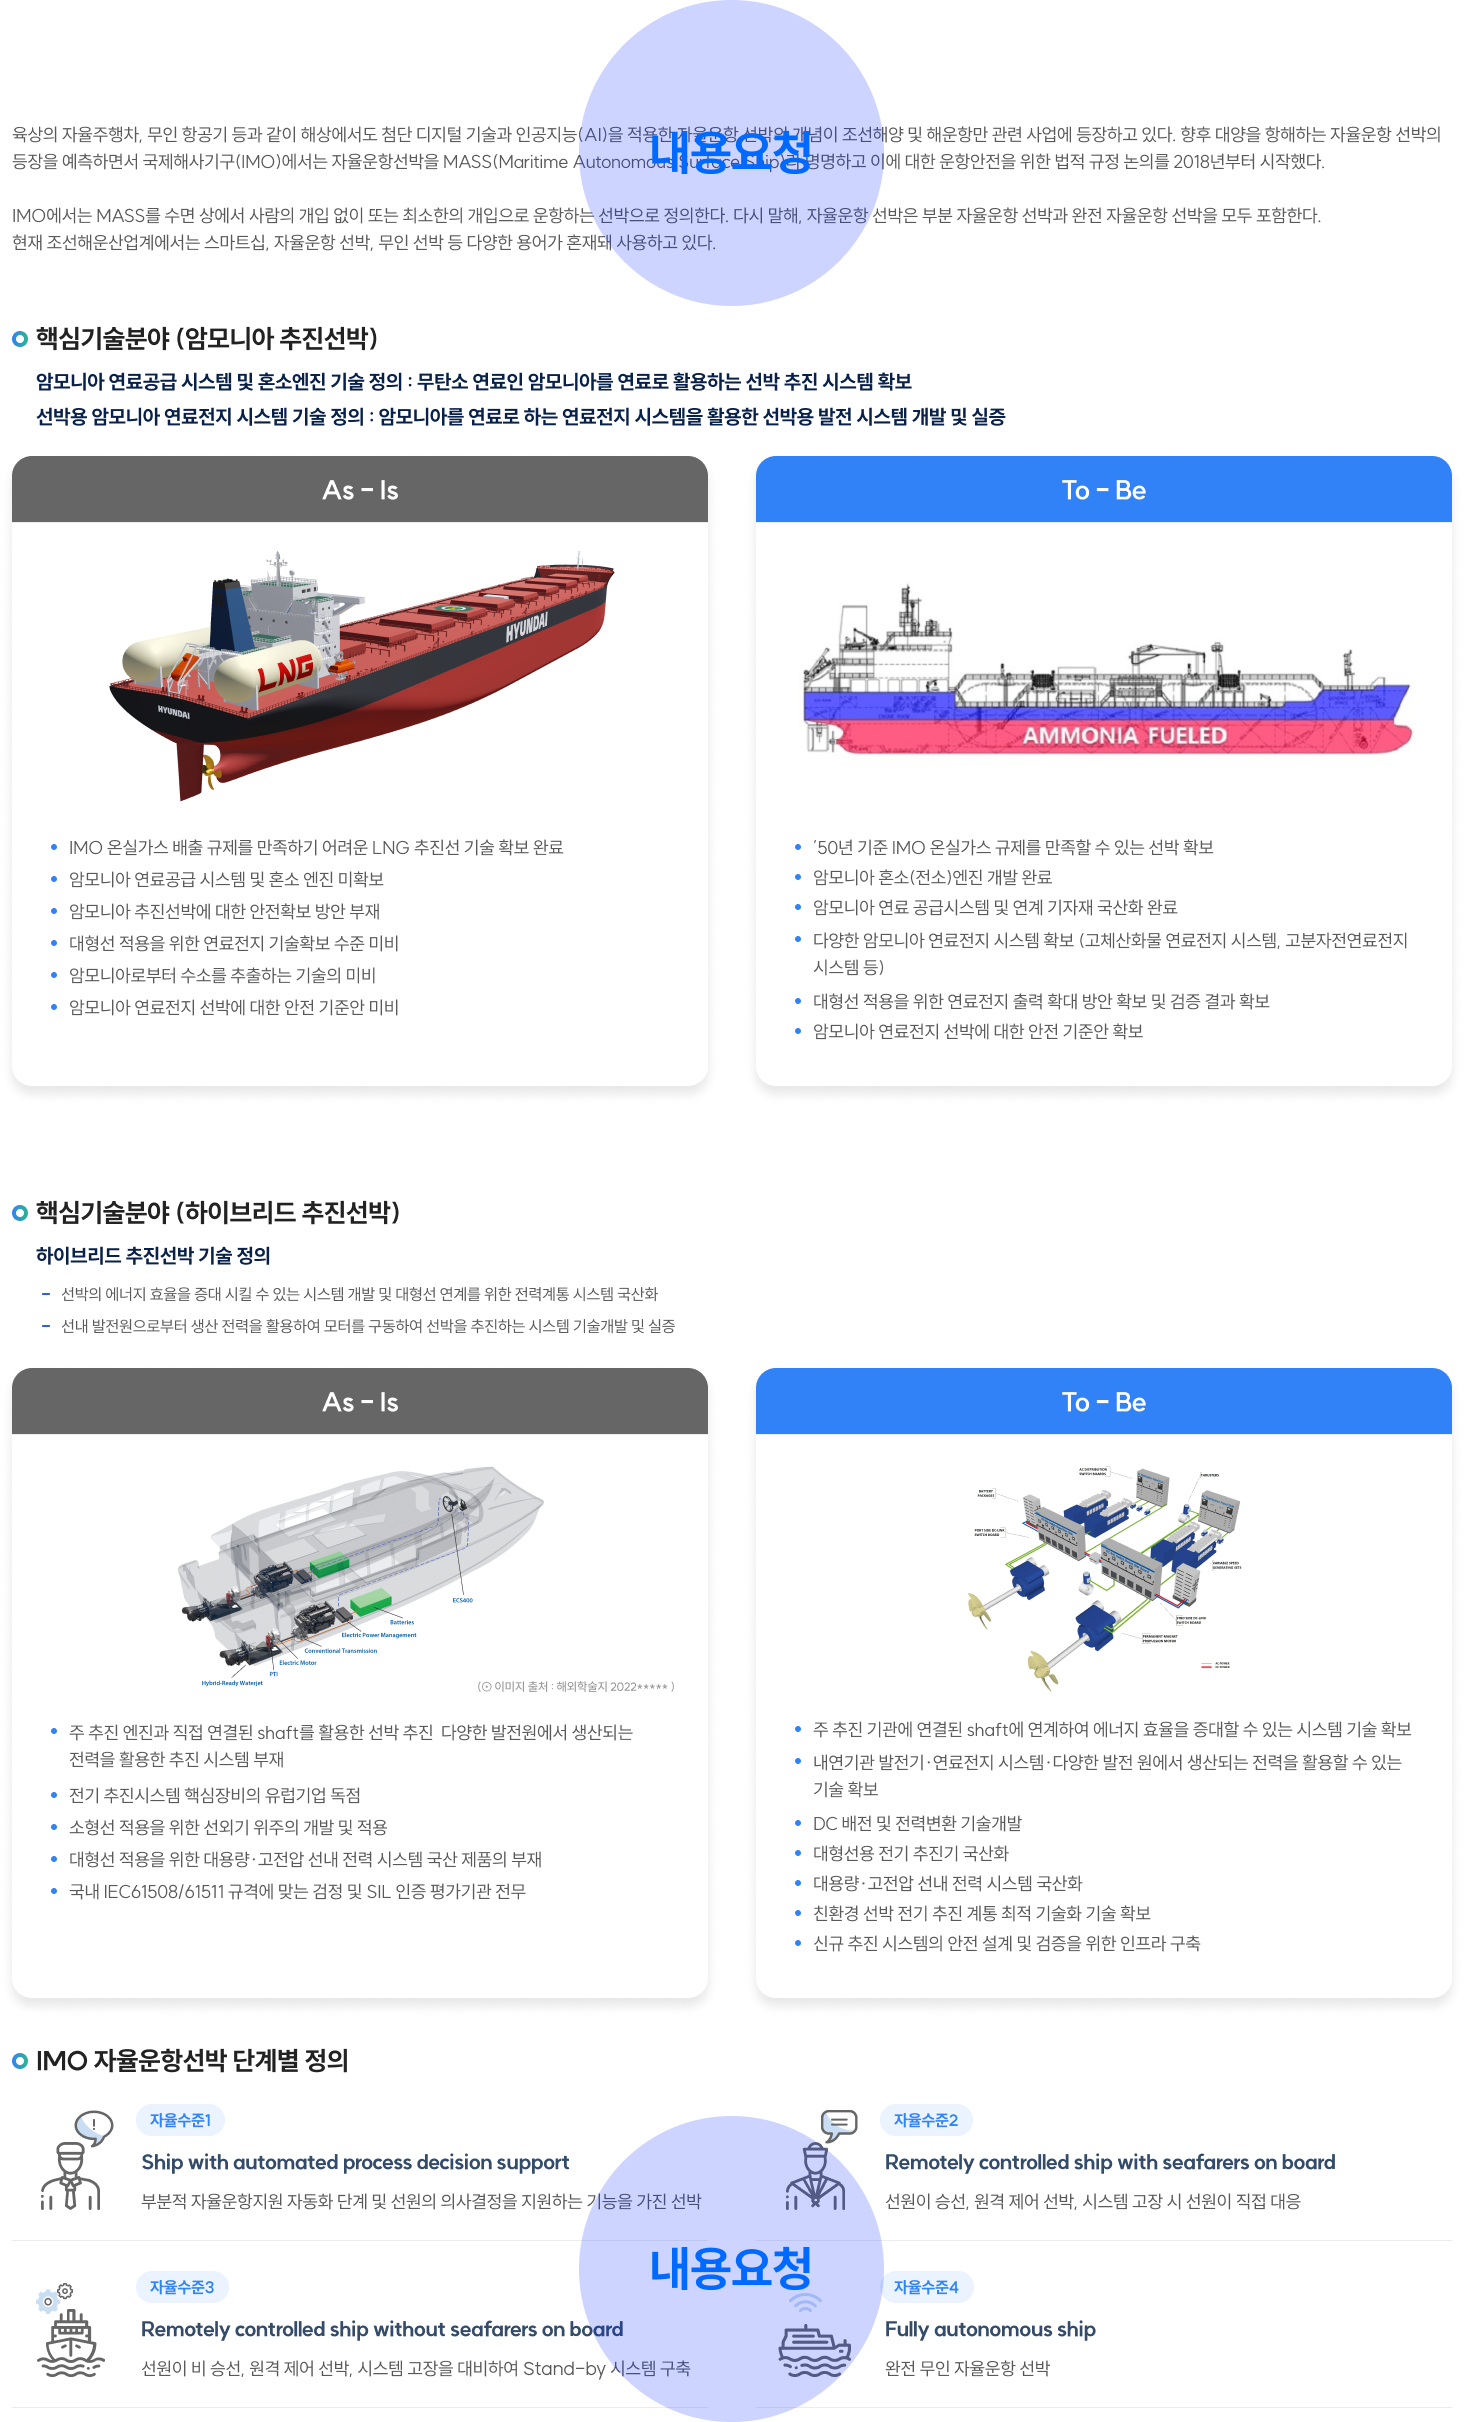 육상의 자율주행차, 무인 항공기 등과 같이 해상에서도 첨단 디지털 기술과 인공지능(AI)을 적용한 자율운항 선박의 개념이 조선해양 및 해운항만 관련 사업에 등장하고 있다. 향후 대양을 항해하는 자율운항 선박의
등장을 예측하면서 국제해사기구(IMO)에서는 자율운항선박을 MASS(Maritime Autonomous Surface Ship)라 명명하고 이에 대한 운항안전을 위한 법적 규정 논의를 2018년부터 시작했다.
내용요청
IMO에서는 MASS를 수면 상에서 사람의 개입 없이 또는 최소한의 개입으로 운항하는 선박으로 정의한다. 다시 말해, 자율운항 선박은 부분 자율운항 선박과 완전 자율운항 선박을 모두 포함한다.
현재 조선해운산업계에서는 스마트십, 자율운항 선박, 무인 선박 등 다양한 용어가 혼재돼 사용하고 있다.
핵심기술분야 (암모니아 추진선박)
암모니아 연료공급 시스템 및 혼소엔진 기술 정의 : 무탄소 연료인 암모니아를 연료로 활용하는 선박 추진 시스템 확보
선박용 암모니아 연료전지 시스템 기술 정의 : 암모니아를 연료로 하는 연료전지 시스템을 활용한 선박용 발전 시스템 개발 및 실증
As - Is
HYUNDAI
LNG
HYUNDAI
• IMO 온실가스 배출 규제를 만족하기 어려운 LNG 추진선 기술 확보 완료
• 암모니아 연료공급 시스템 및 혼소 엔진 미확보
• 암모니아 추진선박에 대한 안전확보 방안 부재
• 대형선 적용을 위한 연료전지 기술확보 수준 미비
• 암모니아로부터 수소를 추출하는 기술의 미비
• 암모니아 연료전지 선박에 대한 안전 기준안 미비
To - Be
AMMONIA FUELED
• '50년 기준 IMO 온실가스 규제를 만족할 수 있는 선박 확보
• 암모니아 혼소(전소)엔진 개발 완료
• 암모니아 연료 공급시스템 및 연계 기자재 국산화 완료
• 다양한 암모니아 연료전지 시스템 확보 (고체산화물 연료전지 시스템, 고분자전연료전지
시스템 등)
• 대형선 적용을 위한 연료전지 출력 확대 방안 확보 및 검증 결과 확보
• 암모니아 연료전지 선박에 대한 안전 기준안 확보
핵심기술분야 (하이브리드 추진선박)
하이브리드 추진선박 기술 정의
- 선박의 에너지 효율을 증대 시킬 수 있는 시스템 개발 및 대형선 연계를 위한 전력계통 시스템 국산화
- 선내 발전원으로부터 생산 전력을 활용하여 모터를 구동하여 선박을 추진하는 시스템 기술개발 및 실증
As - Is
ECS400
Batteries
Electric Power Management
Conventional Transmission
Electric Motor
PTI
Hybrid-Ready Waterjet
(⊙ 이미지 출처 : 해외학술지 2022***** )
• 주 추진 엔진과 직접 연결된 shaft를 활용한 선박 추진 다양한 발전원에서 생산되는
전력을 활용한 추진 시스템 부재
• 전기 추진시스템 핵심장비의 유럽기업 독점
• 소형선 적용을 위한 선외기 위주의 개발 및 적용
• 대형선 적용을 위한 대용량·고전압 선내 전력 시스템 국산 제품의 부재
• 국내 IEC61508/61511 규격에 맞는 검정 및 SIL 인증 평가기관 전무
To - Be
AC DISTRIBUTION
SWITCH BOARDS
THRUSTERS
BATTERY
PACKAGES
PORT SIDE DC-LINK
SWITCH BOARD
VARIABLE SPEED
GENERATING SETS
STBD SIDE DC-LINK
SWITCH BOARD
PERMANENT MAGNET
PROPULSION MOTOR
AC POWER
DC POWER
• 주 추진 기관에 연결된 shaft에 연계하여 에너지 효율을 증대할 수 있는 시스템 기술 확보
• 내연기관 발전기·연료전지 시스템·다양한 발전 원에서 생산되는 전력을 활용할 수 있는
기술 확보
• DC 배전 및 전력변환 기술개발
• 대형선용 전기 추진기 국산화
• 대용량·고전압 선내 전력 시스템 국산화
• 친환경 선박 전기 추진 계통 최적 기술화 기술 확보
• 신규 추진 시스템의 안전 설계 및 검증을 위한 인프라 구축
IMO 자율운항선박 단계별 정의
자율수준1
Ship with automated process decision support
부분적 자율운항지원 자동화 단계 및 선원의 의사결정을 지원하는 기능을 가진 선박
자율수준2
Remotely controlled ship with seafarers on board
선원이 승선, 원격 제어 선박, 시스템 고장 시 선원이 직접 대응
내용요청
자율수준3
Remotely controlled ship without seafarers on board
선원이 비 승선, 원격 제어 선박, 시스템 고장을 대비하여 Stand-by 시스템 구축
자율수준4
Fully autonomous ship
완전 무인 자율운항 선박